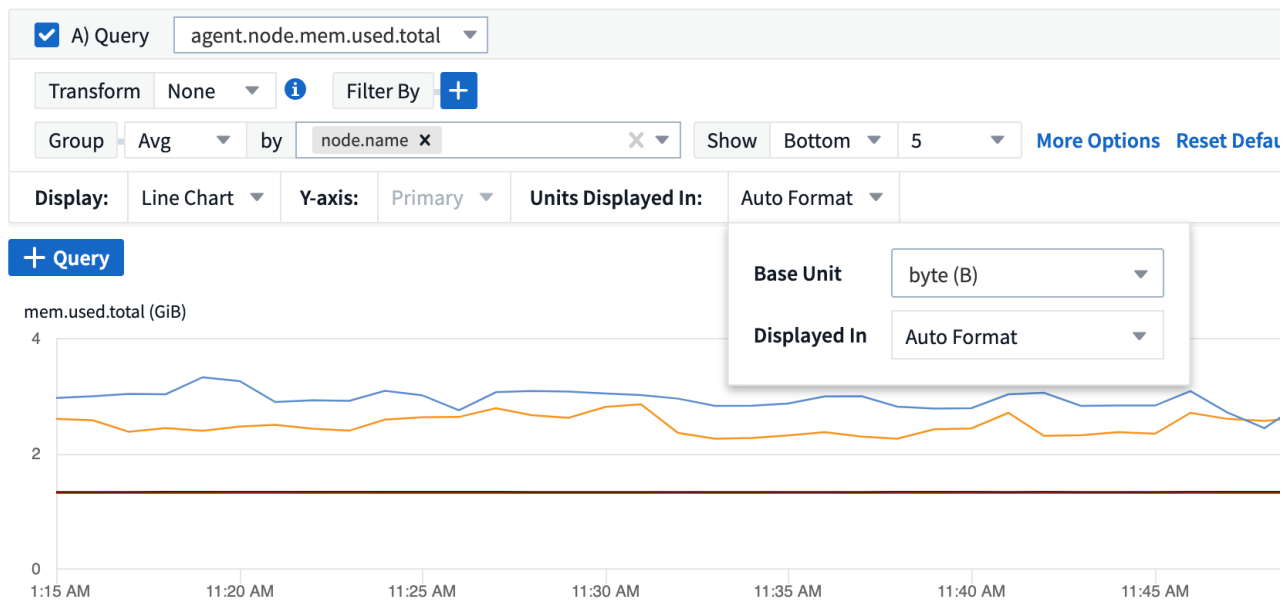 A) Query agent.node.mem.used.total
Transform None i Filter By +
Group Avg by node.name × Show Bottom 5 More Options Reset Defau
Display: Line Chart Y-axis: Primary Units Displayed In: Auto Format
+ Query
Base Unit byte (B)
Displayed In Auto Format
mem.used.total (GiB)
4
2
0
1:15 AM 11:20 AM 11:25 AM 11:30 AM 11:35 AM 11:40 AM 11:45 AM